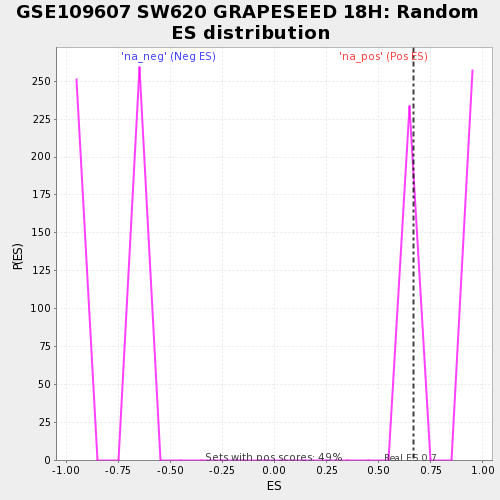 GSE109607 SW620 GRAPESEED 18H: Random
ES distribution
'na_neg' (Neg ES)
'na_pos' (Pos ES)
250
225
200
175
150
125
100
75
50
25
0
P(ES)
Sets with pos scores: 49%
Real ES 0.7
-1.00 -0.75 -0.50 -0.25 0.00 0.25 0.50 0.75 1.00
ES